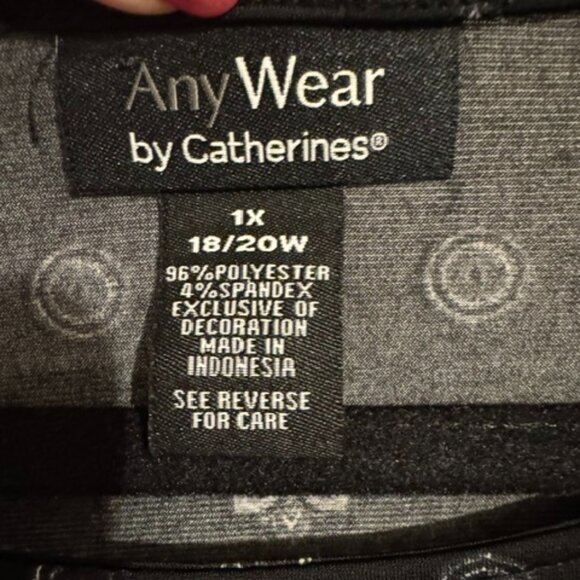 AnyWear
by Catherines®
1X
18/20W
96%POLYESTER
4%SPANDEX
EXCLUSIVE OF
DECORATION
MADE IN
INDONESIA
SEE REVERSE
FOR CARE